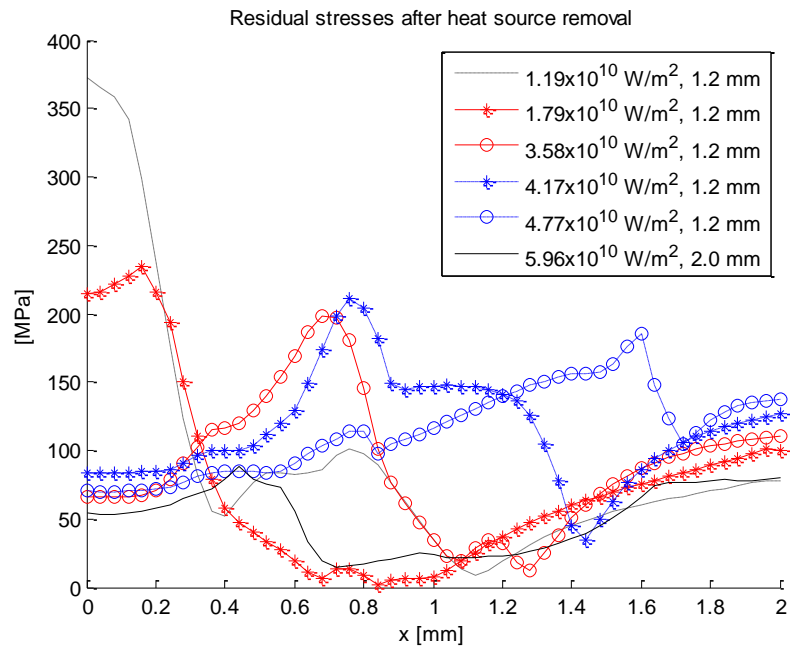 Residual stresses after heat source removal
400
350
300
250
200
150
100
50
0
[MPa]
1.19x10^10 W/m^2, 1.2 mm
1.79x10^10 W/m^2, 1.2 mm
3.58x10^10 W/m^2, 1.2 mm
4.17x10^10 W/m^2, 1.2 mm
4.77x10^10 W/m^2, 1.2 mm
5.96x10^10 W/m^2, 2.0 mm
0 0.2 0.4 0.6 0.8 1 1.2 1.4 1.6 1.8 2
x [mm]